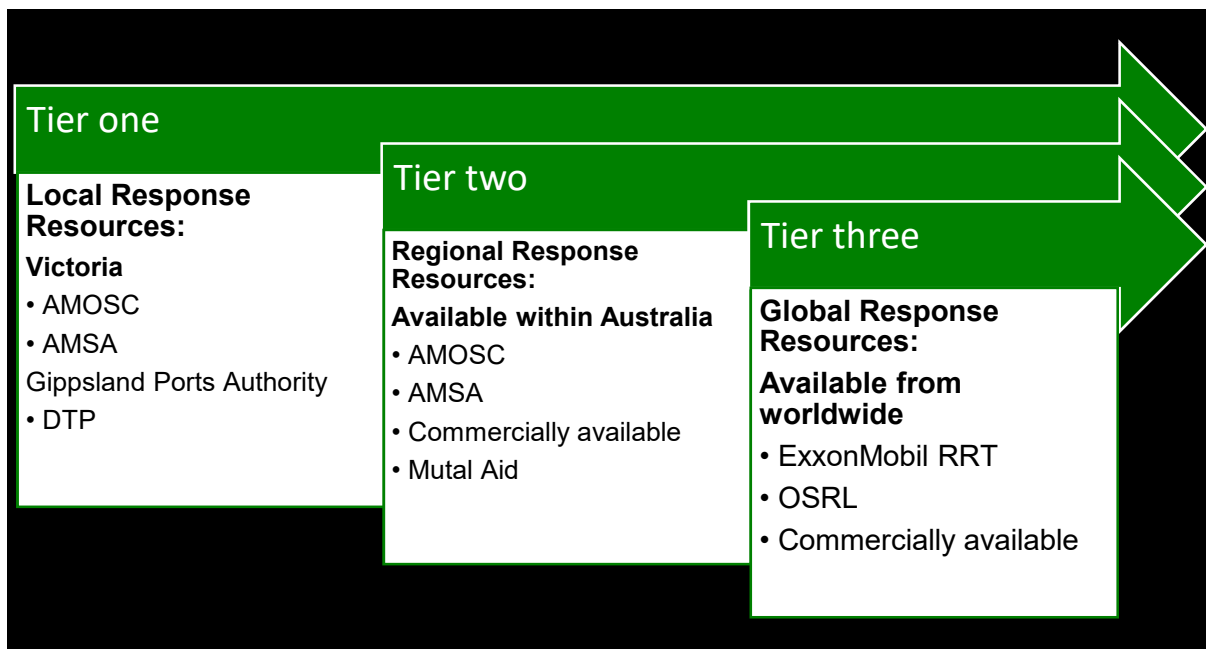 Tier one
Local Response
Resources:
Victoria
• AMOSC
• AMSA
Gippsland Ports Authority
• DTP
Tier two
Regional Response
Resources:
Available within Australia
• AMOSC
• AMSA
• Commercially available
• Mutal Aid
Tier three
Global Response
Resources:
Available from
worldwide
• ExxonMobil RRT
• OSRL
• Commercially available